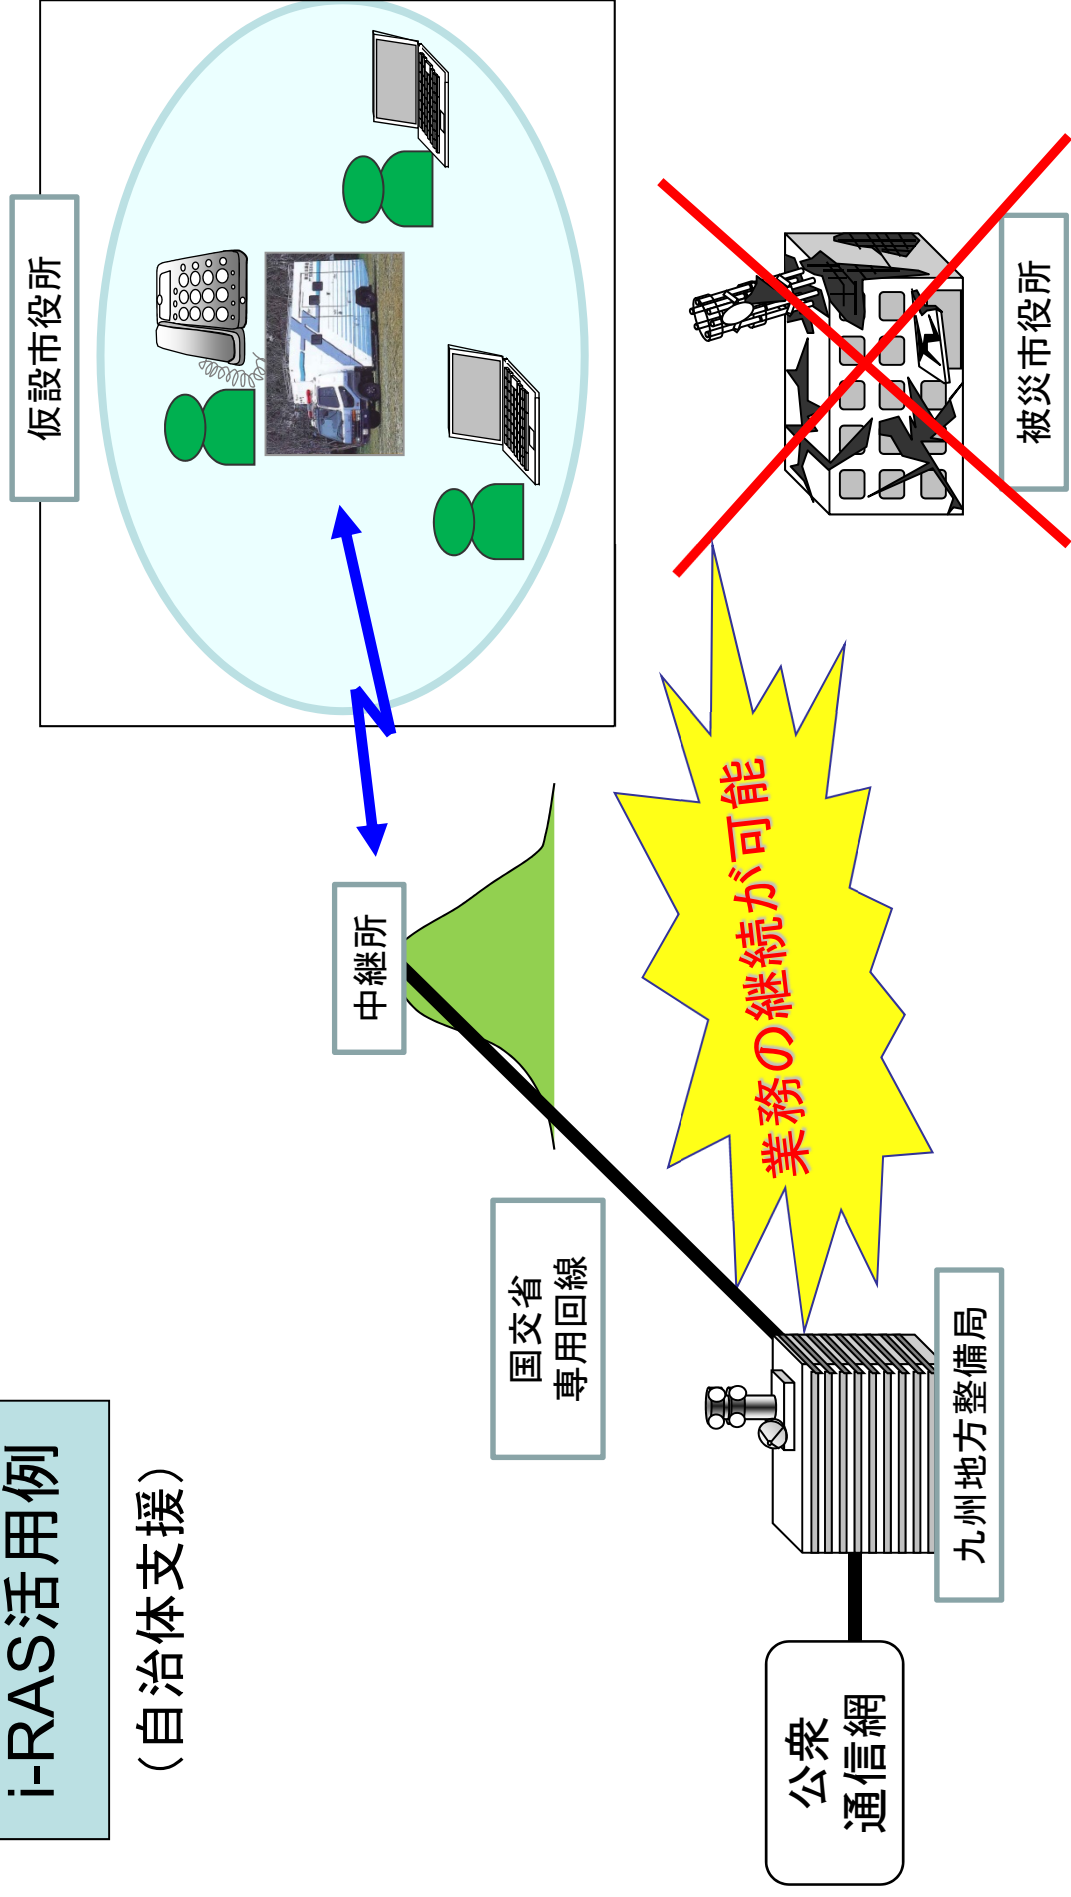 i-RAS活用例
（自治体支援）
仮設市役所
中継所
国交省
専用回線
業務の継続が可能
被災市役所
九州地方整備局
公衆
通信網